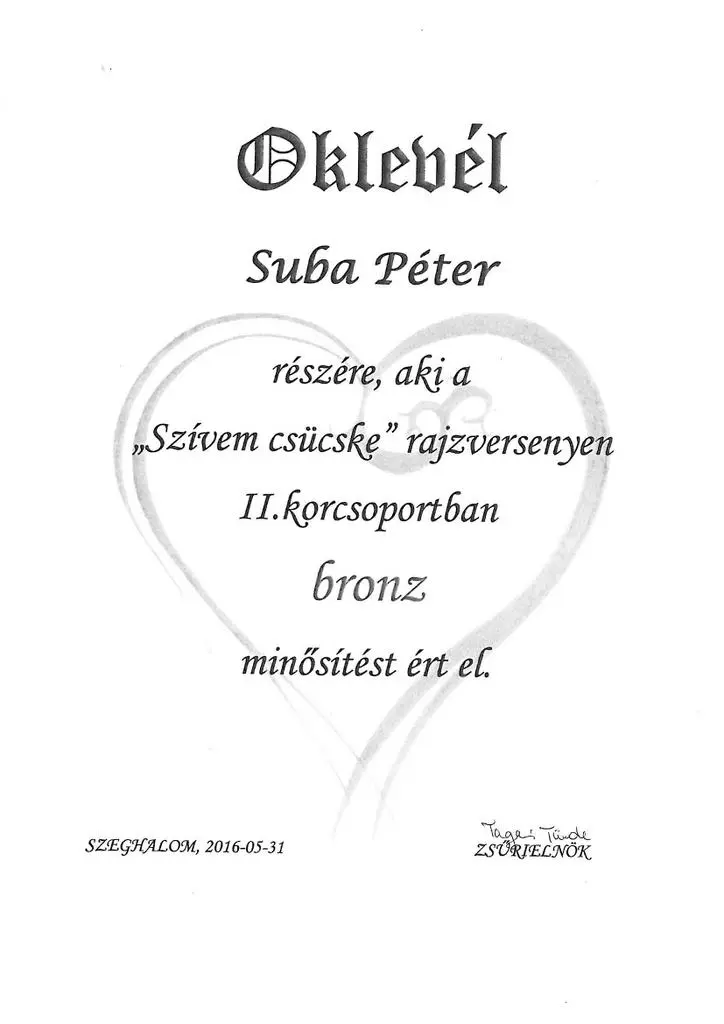 Oklevél
Suba Péter
részére, aki a
„Szívem csücske” rajzversenyen
II.korcsoportban
bronz
minősítést ért el.
SZEGHALOM, 2016-05-31
Tünde
ZSŰRIELNÖK